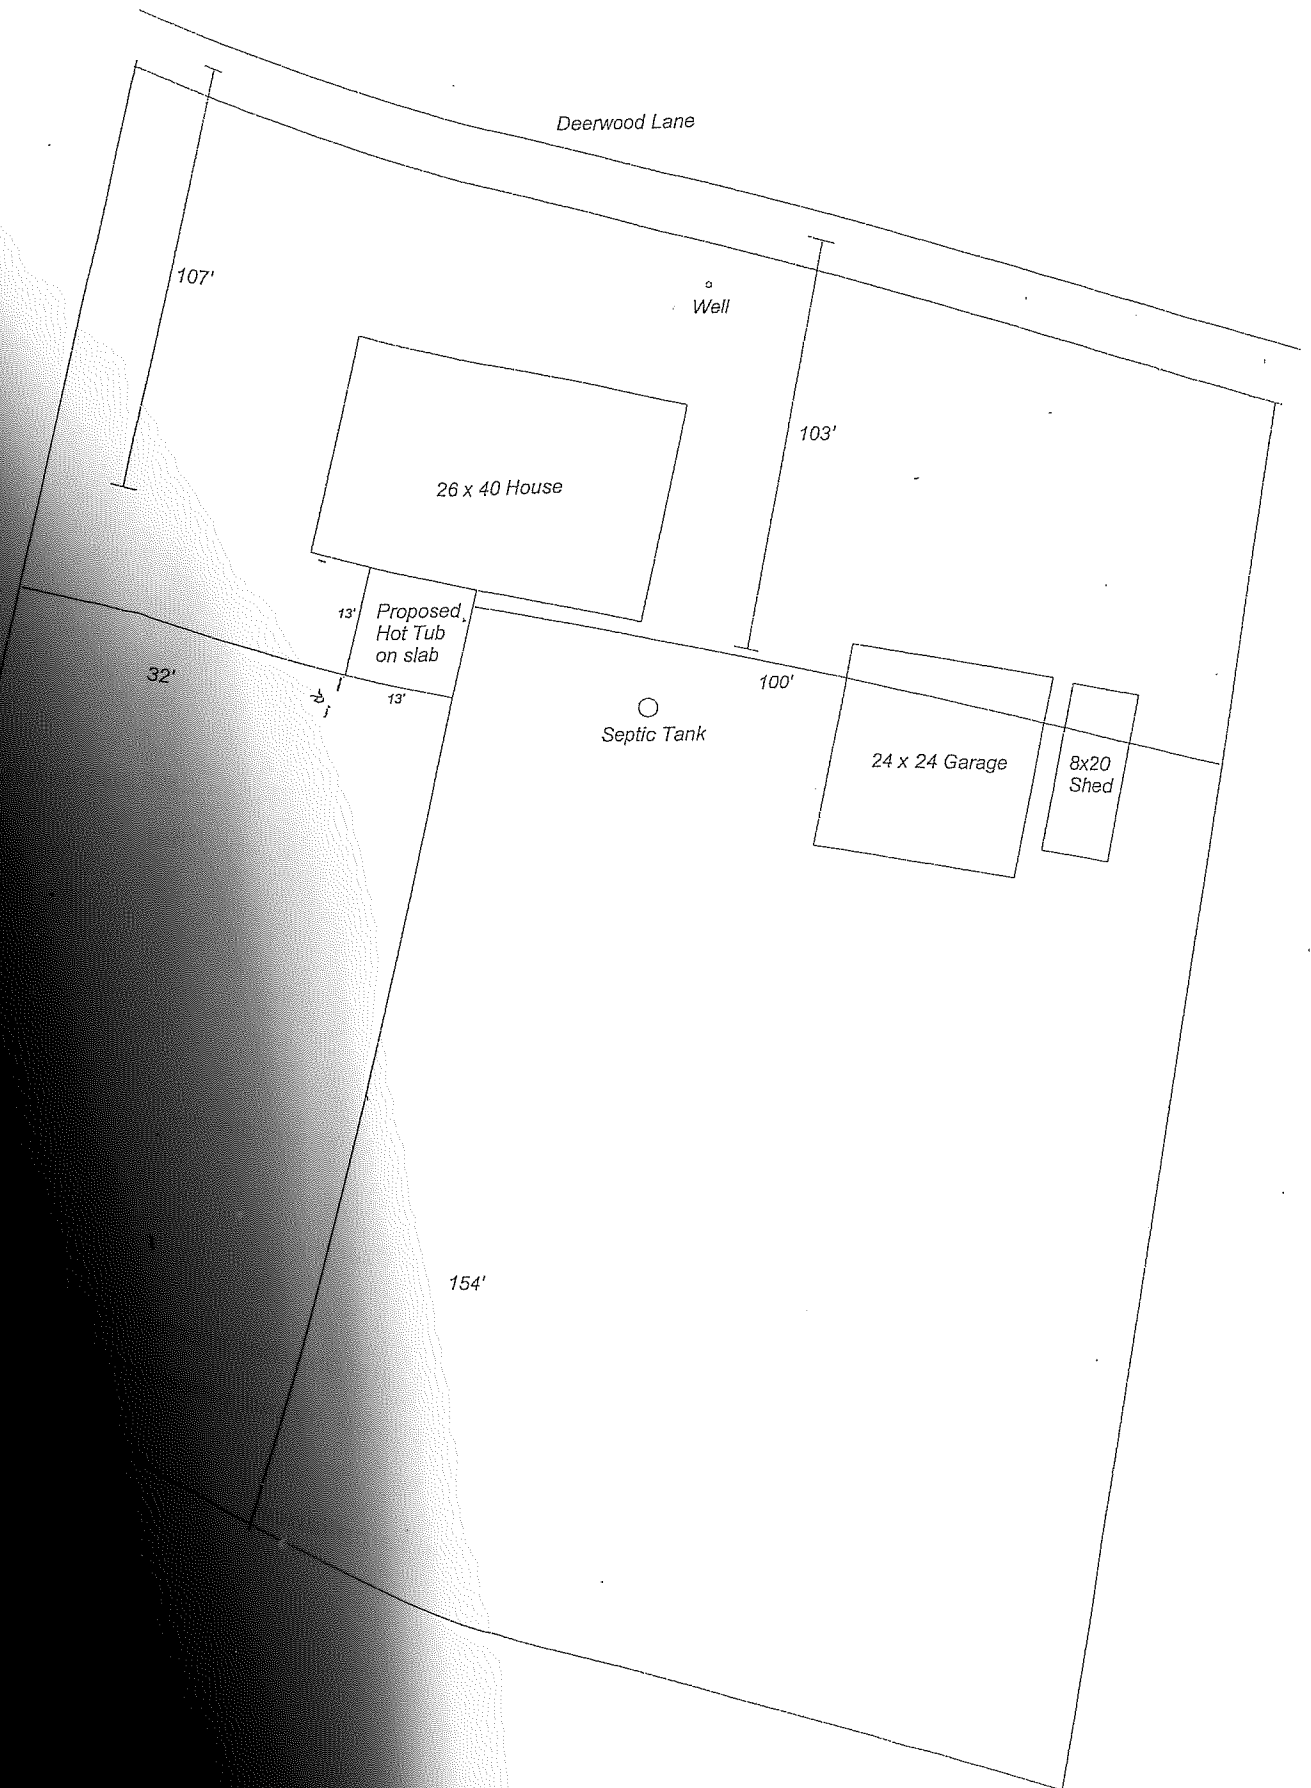 Deerwood Lane
107'
Well
103'
26 x 40 House
13'
Proposed
Hot Tub
on slab
32'
13'
100'
Septic Tank
24 x 24 Garage
8x20
Shed
154'